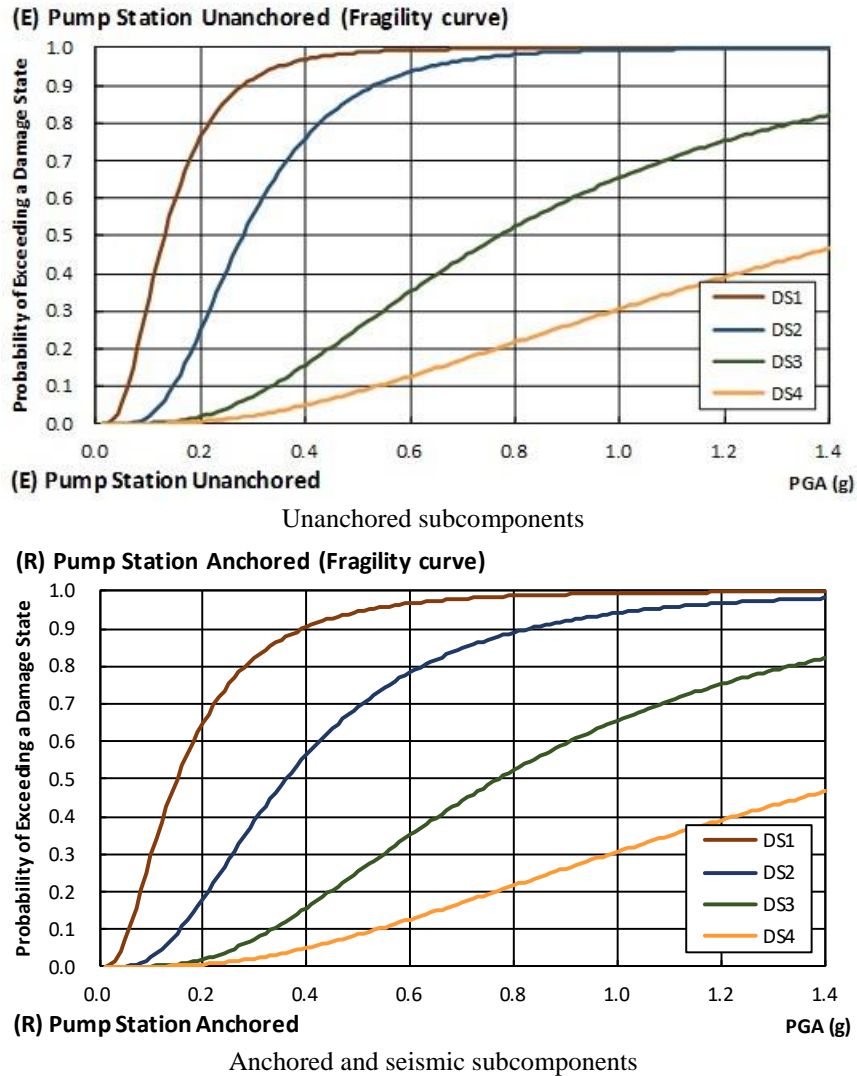 (E) Pump Station Unanchored (Fragility curve)
Probability of Exceeding a Damage State
1.0
0.9
0.8
0.7
0.6
0.5
0.4
0.3
0.2
0.1
0.0
DS1
DS2
DS3
DS4
0.0 0.2 0.4 0.6 0.8 1.0 1.2 1.4
(E) Pump Station Unanchored PGA (g)
Unanchored subcomponents
(R) Pump Station Anchored (Fragility curve)
Probability of Exceeding a Damage State
1.0
0.9
0.8
0.7
0.6
0.5
0.4
0.3
0.2
0.1
0.0
DS1
DS2
DS3
DS4
0.0 0.2 0.4 0.6 0.8 1.0 1.2 1.4
(R) Pump Station Anchored PGA (g)
Anchored and seismic subcomponents